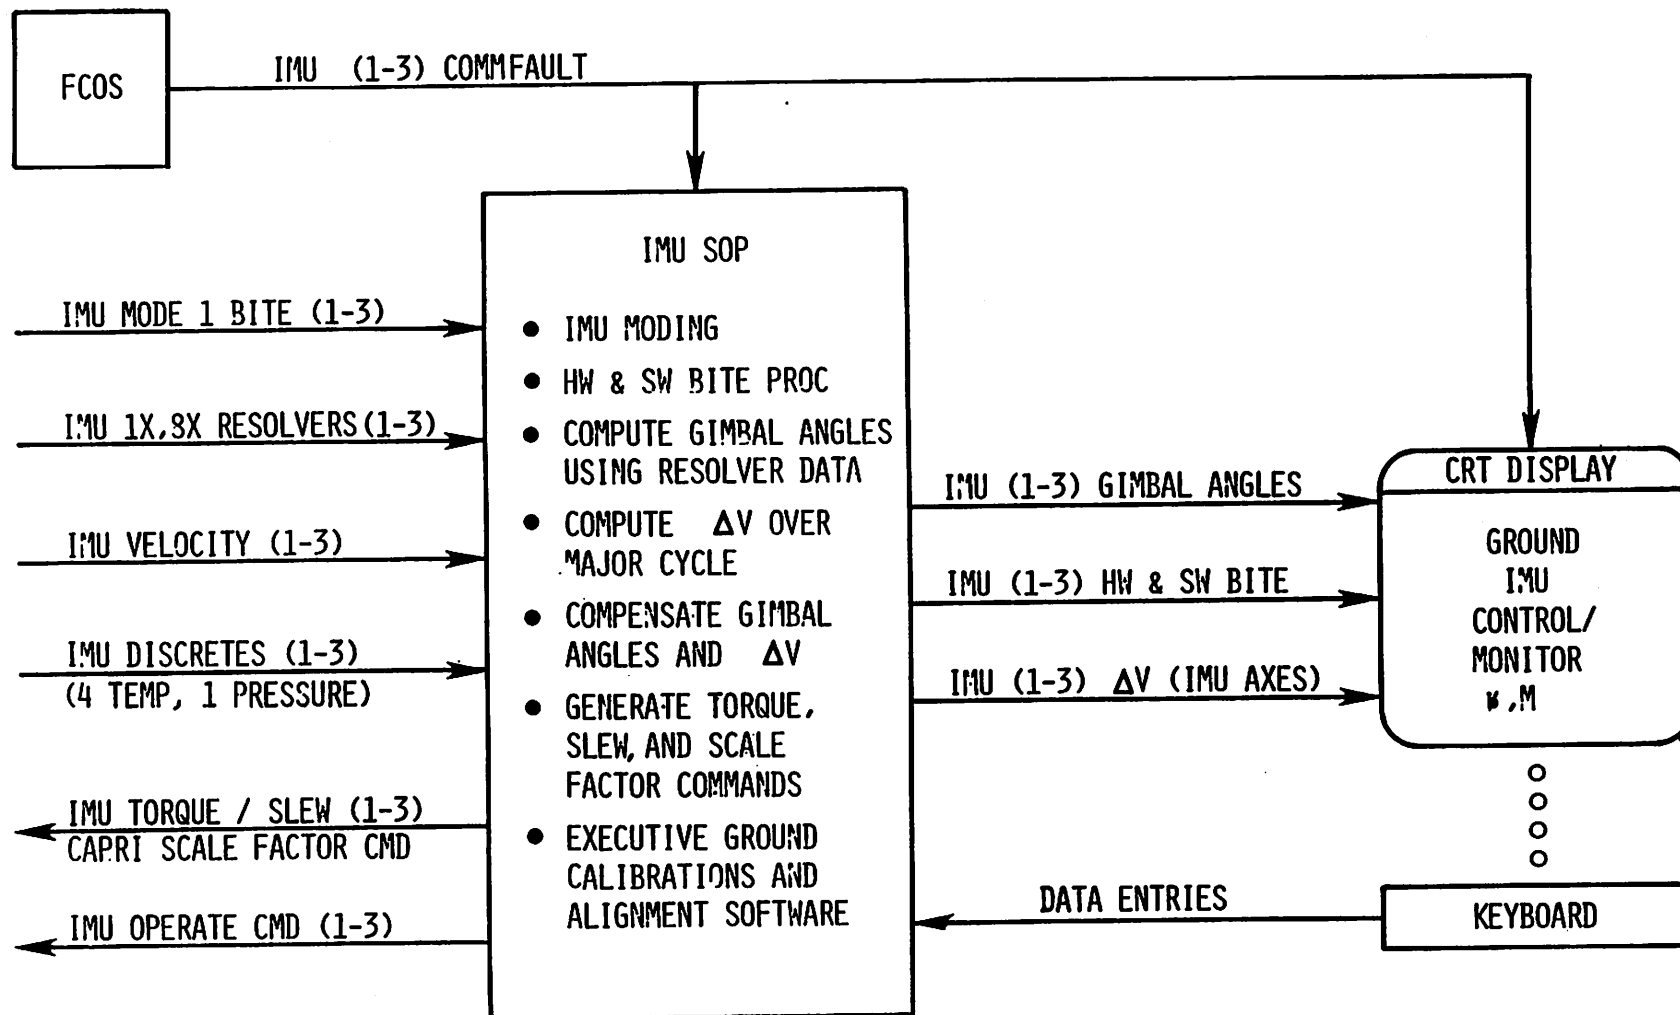 FCOS
IMU (1-3) COMMFAULT
IMU MODE 1 BITE (1-3)
IMU 1X,8X RESOLVERS (1-3)
IMU VELOCITY (1-3)
IMU DISCRETES (1-3)
(4 TEMP, 1 PRESSURE)
IMU TORQUE / SLEW (1-3)
CAPRI SCALE FACTOR CMD
IMU OPERATE CMD (1-3)
IMU SOP
● IMU MODING
● HW & SW BITE PROC
● COMPUTE GIMBAL ANGLES
USING RESOLVER DATA
● COMPUTE ΔV OVER
MAJOR CYCLE
● COMPENSATE GIMBAL
ANGLES AND ΔV
● GENERATE TORQUE,
SLEW, AND SCALE
FACTOR COMMANDS
● EXECUTIVE GROUND
CALIBRATIONS AND
ALIGNMENT SOFTWARE
IMU (1-3) GIMBAL ANGLES
IMU (1-3) HW & SW BITE
IMU (1-3) ΔV (IMU AXES)
DATA ENTRIES
CRT DISPLAY
GROUND
IMU
CONTROL/
MONITOR
,M
KEYBOARD